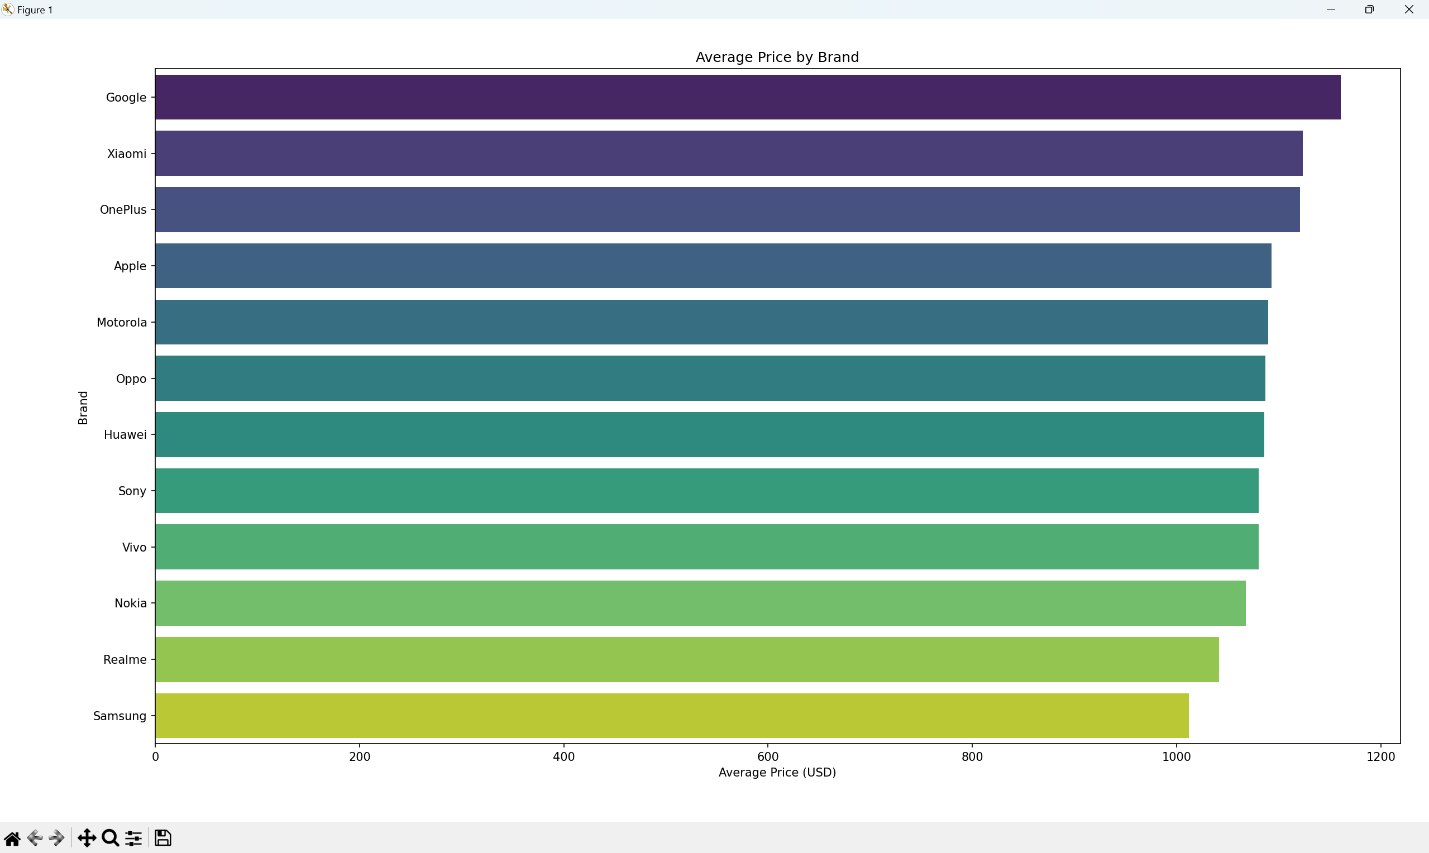 Figure 1
Average Price by Brand
Google
Xiaomi
OnePlus
Apple
Motorola
Oppo
Brand
Huawei
Sony
Vivo
Nokia
Realme
Samsung
0 200 400 600 800 1000 1200
Average Price (USD)